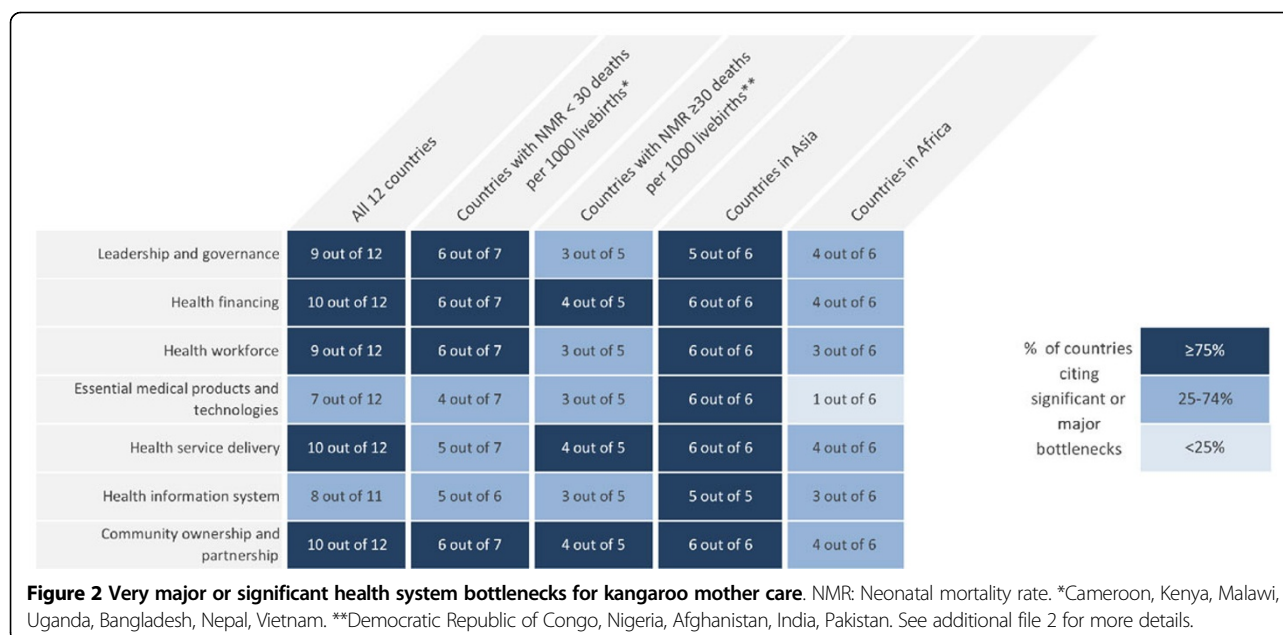 All 12 countries
Countries with NMR < 30 deaths
per 1000 livebirths*
Countries with NMR ≥30 deaths
per 1000 livebirths**
Countries in Asia
Countries in Africa
Leadership and governance 9 out of 12 6 out of 7 3 out of 5 5 out of 6 4 out of 6
Health financing 10 out of 12 6 out of 7 4 out of 5 6 out of 6 4 out of 6
Health workforce 9 out of 12 6 out of 7 3 out of 5 6 out of 6 3 out of 6
Essential medical products and
technologies 7 out of 12 4 out of 7 3 out of 5 6 out of 6 1 out of 6
Health service delivery 10 out of 12 5 out of 7 4 out of 5 6 out of 6 4 out of 6
Health information system 8 out of 11 5 out of 6 3 out of 5 5 out of 5 3 out of 6
Community ownership and
partnership 10 out of 12 6 out of 7 4 out of 5 6 out of 6 4 out of 6
% of countries
citing
significant or
major
bottlenecks
≥75%
25-74%
<25%
Figure 2 Very major or significant health system bottlenecks for kangaroo mother care. NMR: Neonatal mortality rate. *Cameroon, Kenya, Malawi,
Uganda, Bangladesh, Nepal, Vietnam. **Democratic Republic of Congo, Nigeria, Afghanistan, India, Pakistan. See additional file 2 for more details.